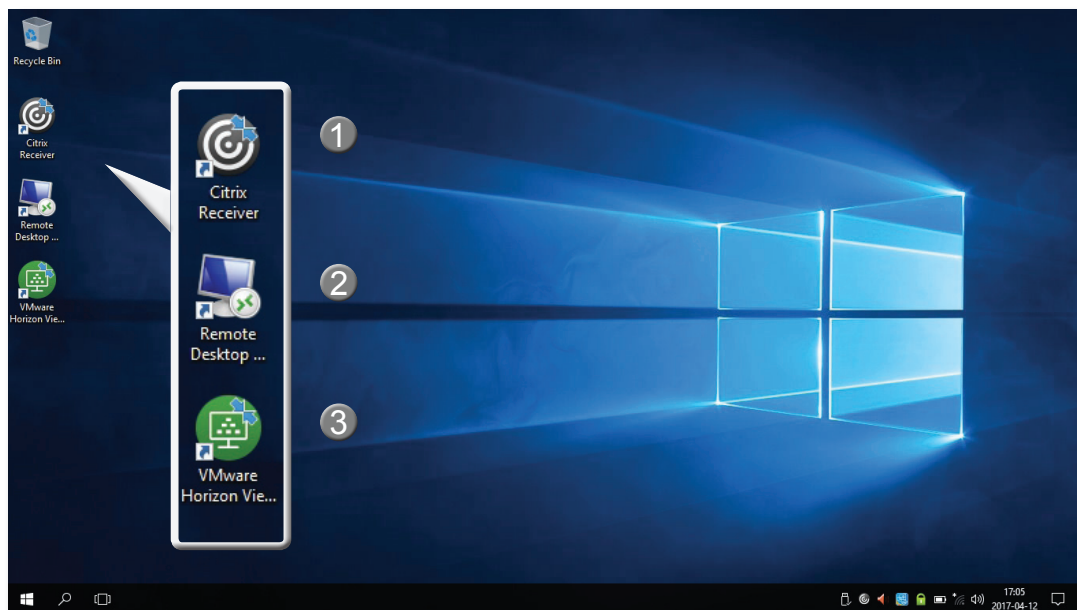 Recycle Bin
Citrix
Receiver
Remote
Desktop ...
VMware
Horizon Vie...
Citrix
Receiver
Remote
Desktop ...
VMware
Horizon Vie...
1
2
3
17:05
2017-04-12